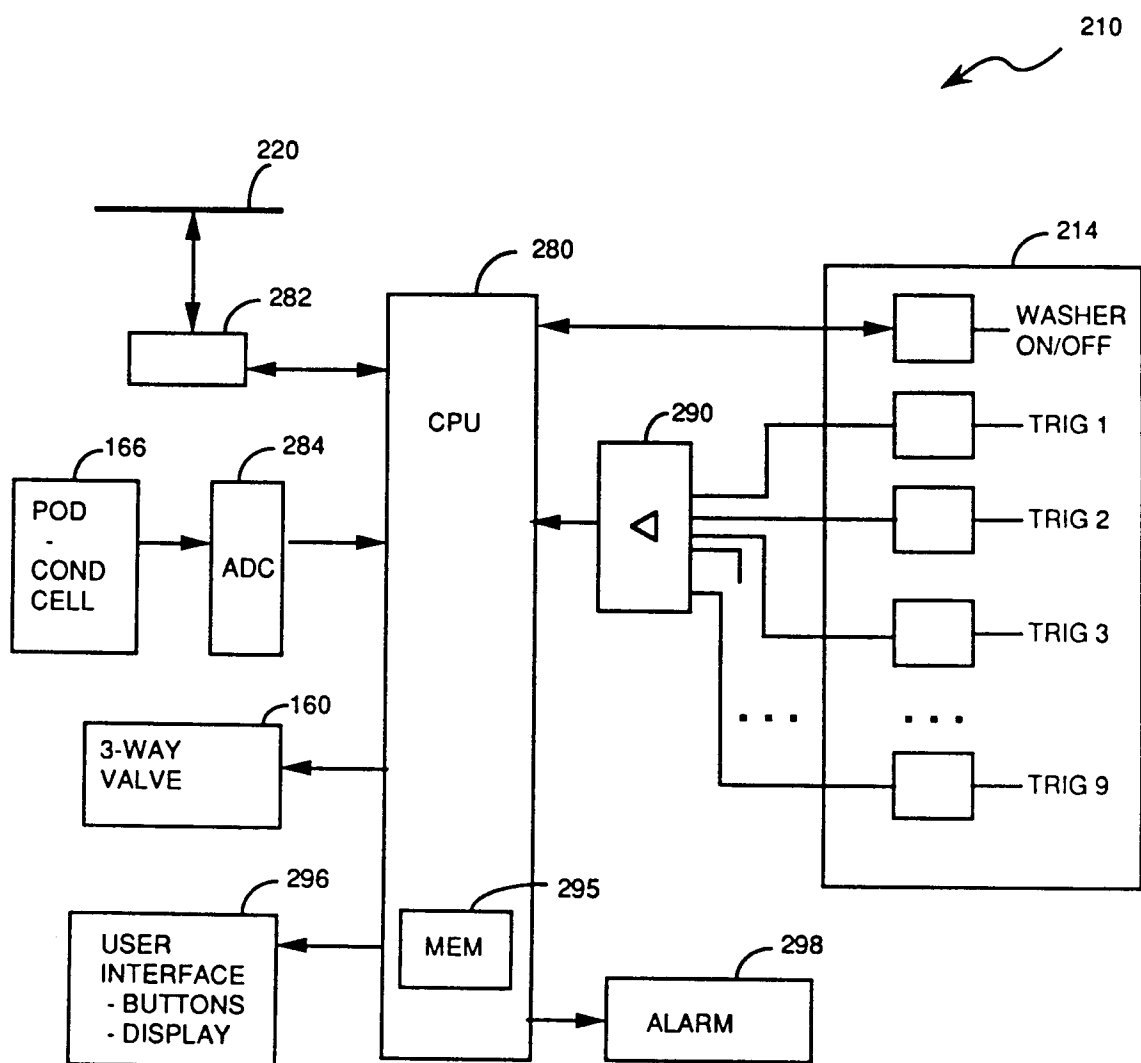 210
220
280
214
282
WASHER
ON/OFF
CPU
290
TRIG 1
166
284
POD
-
COND
CELL
ADC
TRIG 2
TRIG 3
160
3-WAY
VALVE
TRIG 9
296
295
USER
INTERFACE
- BUTTONS
- DISPLAY
MEM
298
ALARM